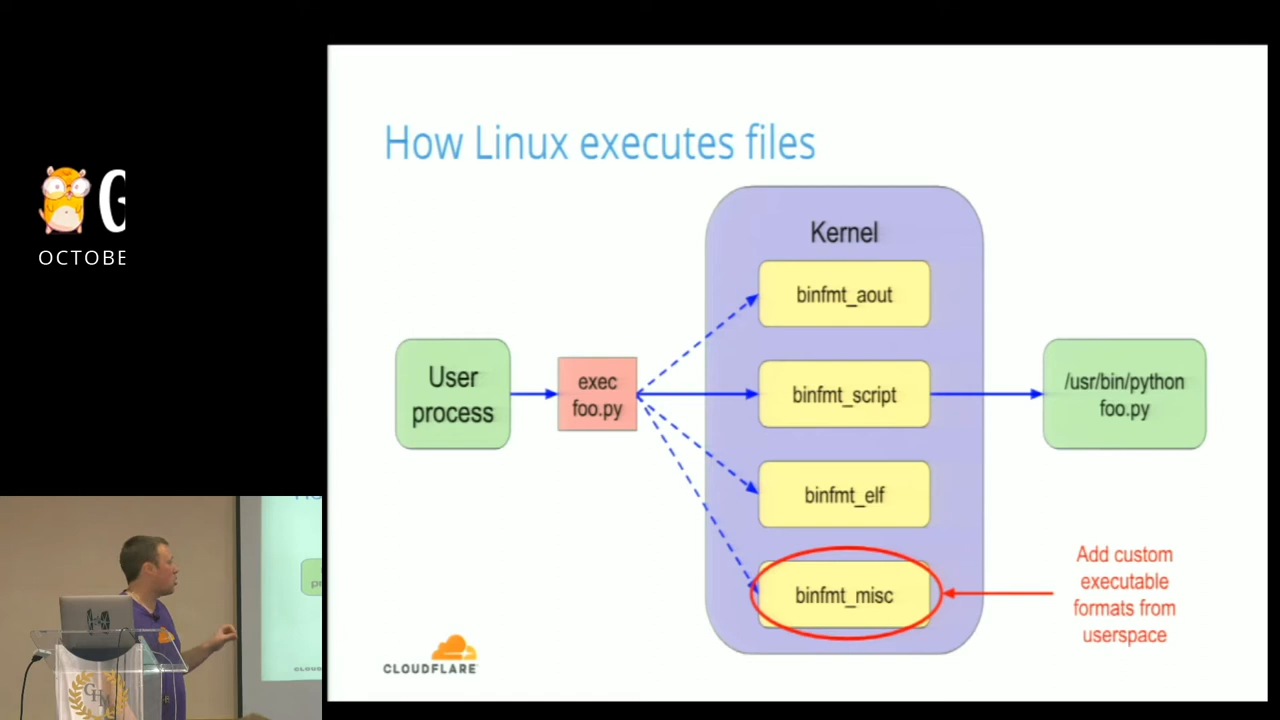 How Linux executes files
G
OCTOBE
Kernel
binfmt_aout
User
process
exec
foo.py
binfmt_script
/usr/bin/python
foo.py
binfmt_elf
binfmt_misc
Add custom
executable
formats from
userspace
CLOUDFLARE
GHM